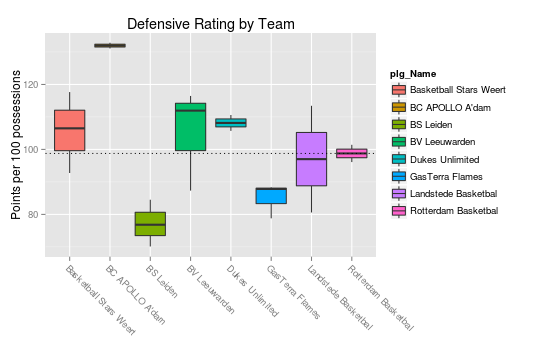 Defensive Rating by Team
Points per 100 possessions
120
100
80
Basketball Stars Weert
BC APOLLO A'dam
BS Leiden
BV Leeuwarden
Dukes Unlimited
GasTerra Flames
Landstede Basketbal
Rotterdam Basketbal
plg_Name
Basketball Stars Weert
BC APOLLO A'dam
BS Leiden
BV Leeuwarden
Dukes Unlimited
GasTerra Flames
Landstede Basketbal
Rotterdam Basketbal